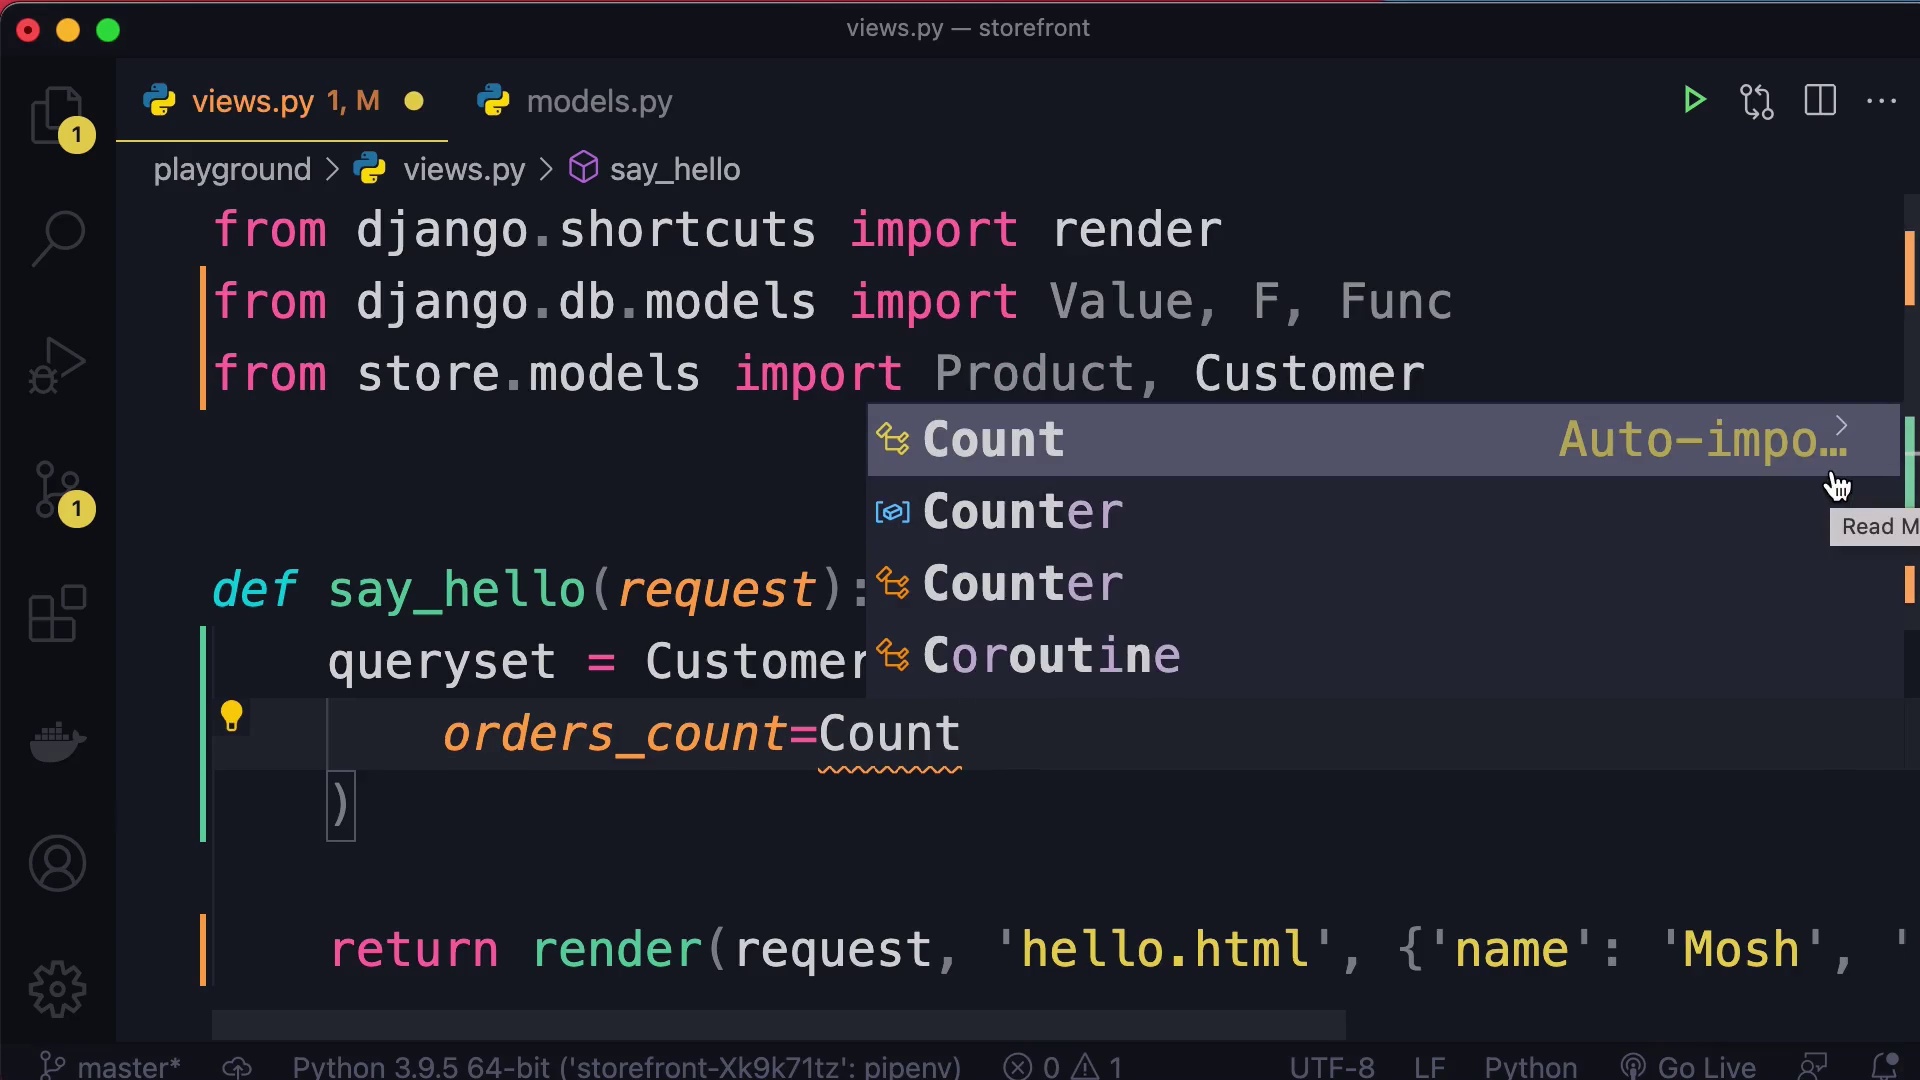 views.py — storefront
views.py 1, M
models.py
1
playground > views.py > say_hello
from django.shortcuts import render
from django.db.models import Value, F, Func
from store.models import Product, Customer
Count Auto-impo…
Counter
Read M
1
Counter
def say_hello(request):
Coroutine
queryset = Customer
orders_count=Count
)
return render(request, 'hello.html', {'name': 'Mosh', '
master* Python 3.9.5 64-bit ('storefront-Xk9k71tz': pipenv) 0 1 UTF-8 LF Python Go Live